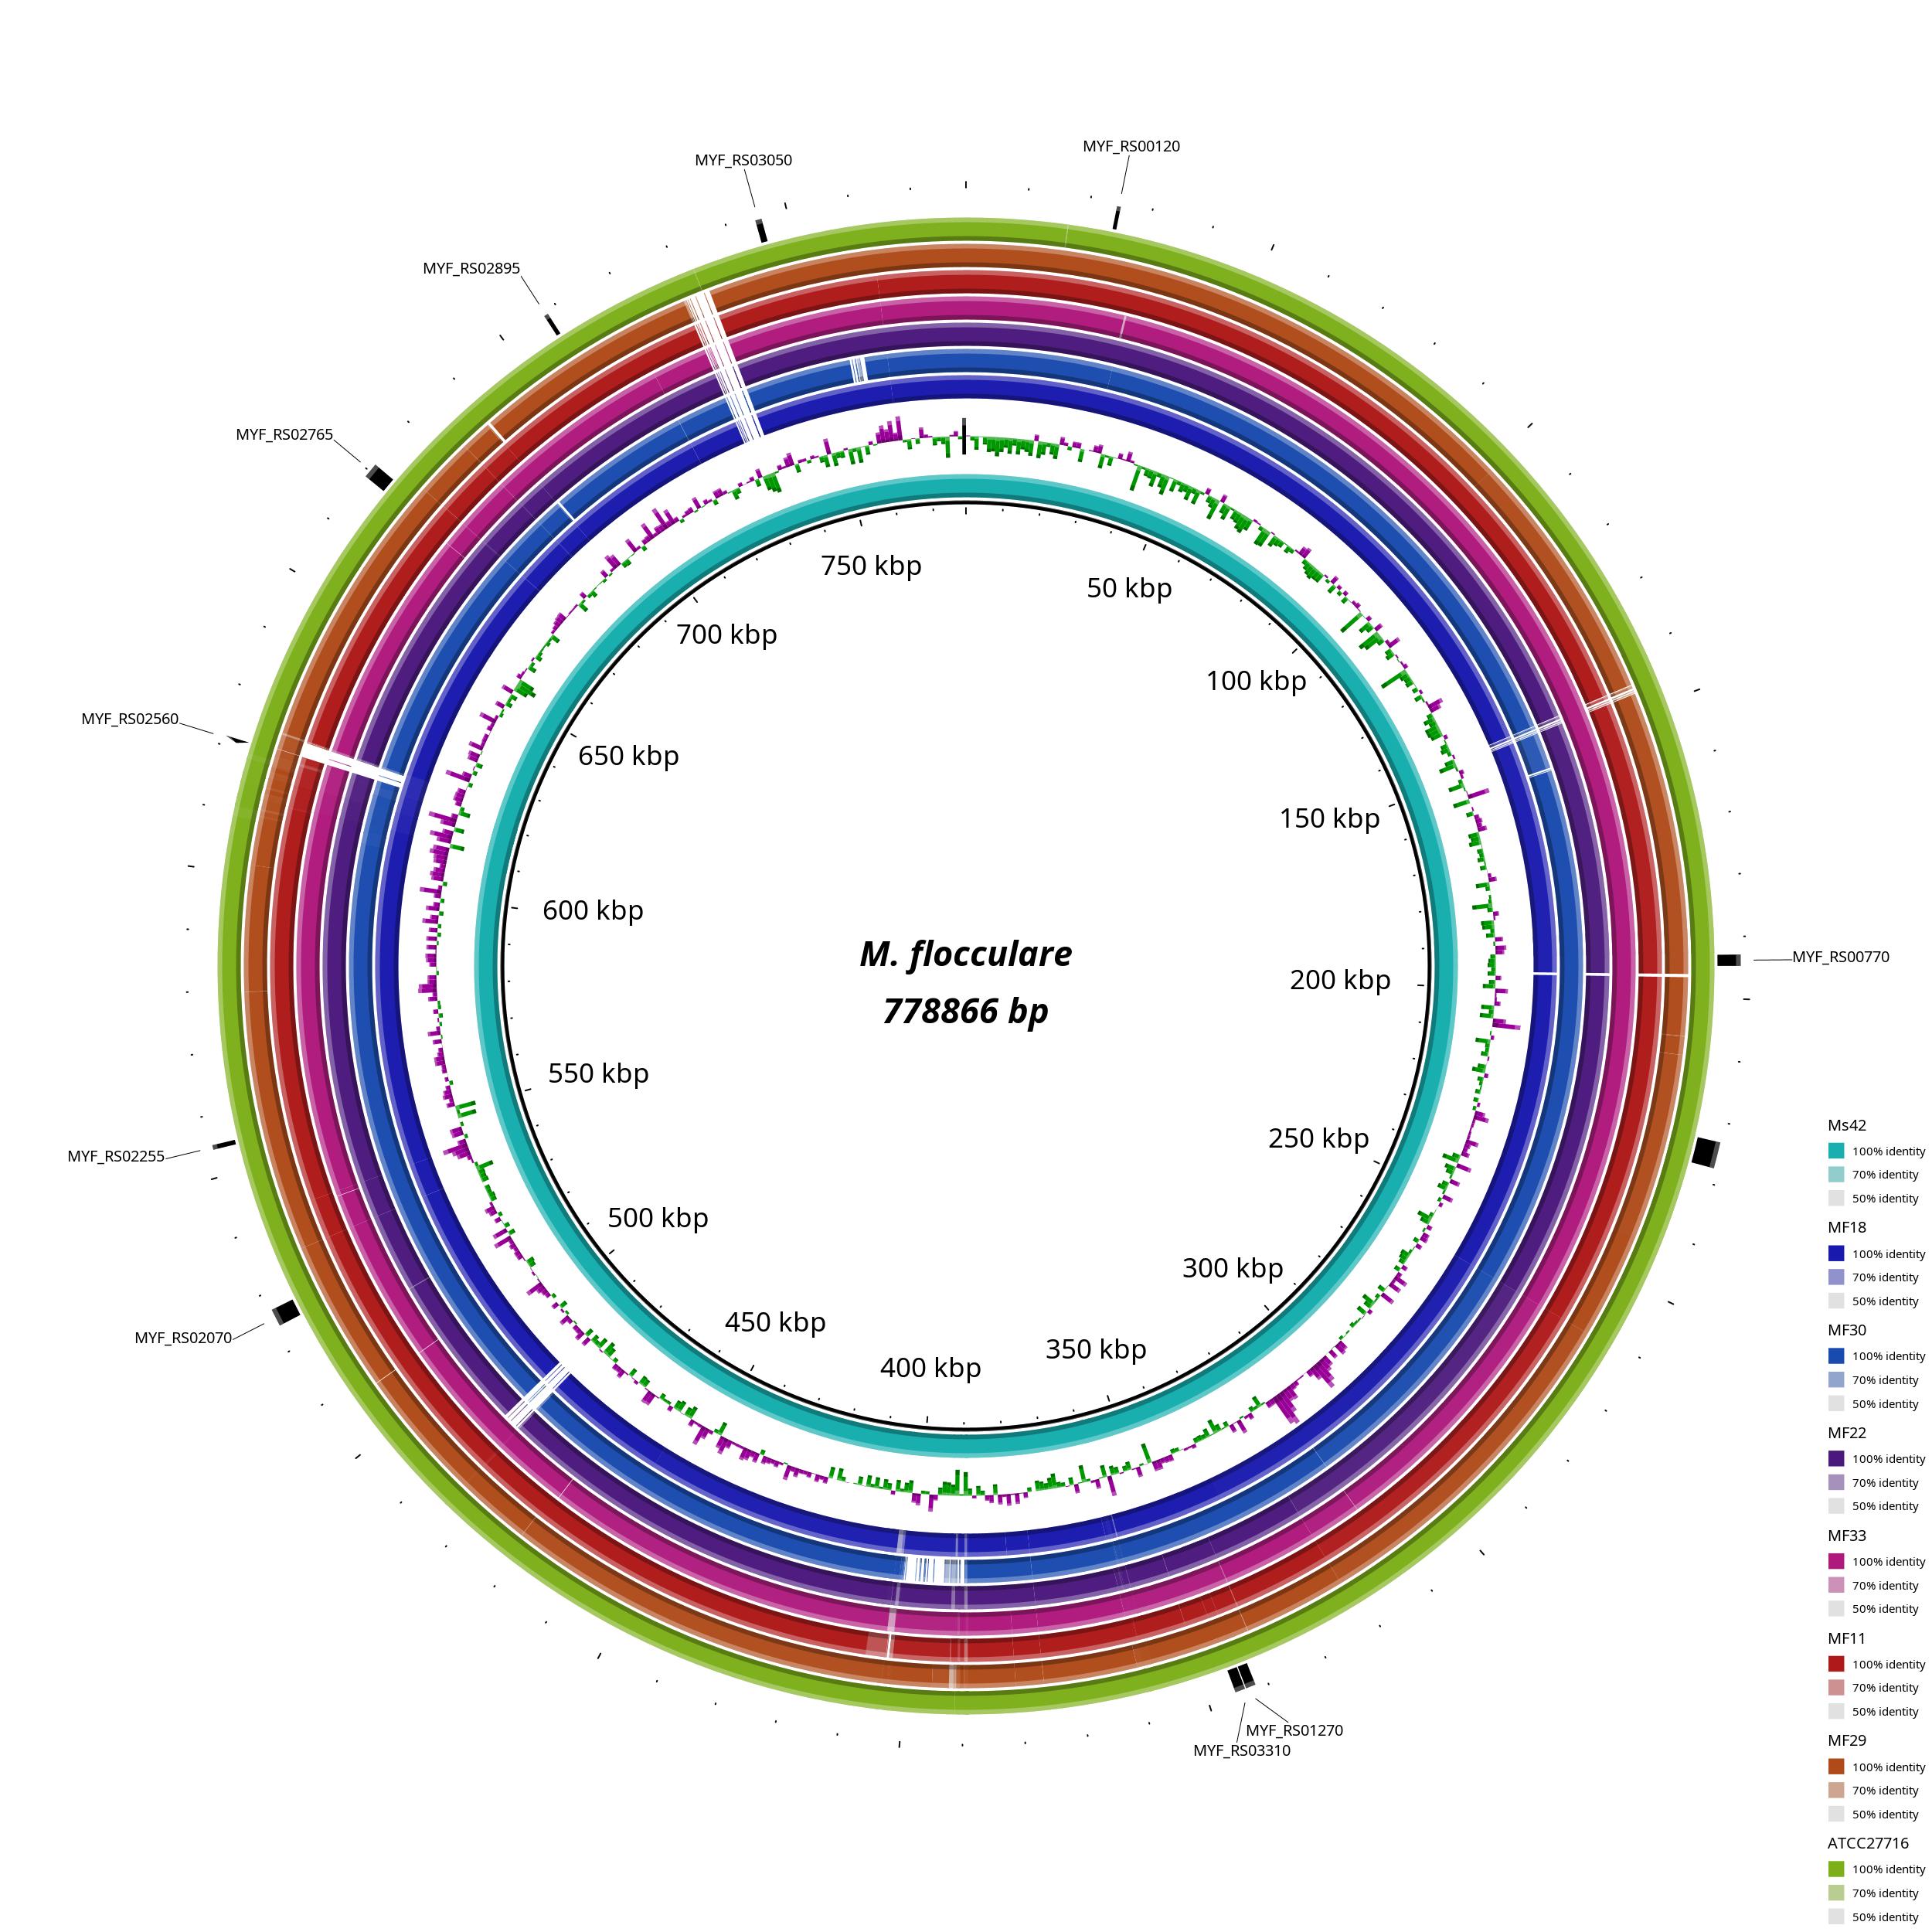 MYF_RS00120
MYF_RS03050
MYF_RS02895
MYF_RS02765
MYF_RS02560
MYF_RS02255
MYF_RS02070
MYF_RS00770
MYF_RS01270
MYF_RS03310
750 kbp
50 kbp
700 kbp
100 kbp
650 kbp
150 kbp
600 kbp
200 kbp
550 kbp
250 kbp
500 kbp
300 kbp
450 kbp
350 kbp
400 kbp
M. flocculare
778866 bp
Ms42
100% identity
70% identity
50% identity
MF18
100% identity
70% identity
50% identity
MF30
100% identity
70% identity
50% identity
MF22
100% identity
70% identity
50% identity
MF33
100% identity
70% identity
50% identity
MF11
100% identity
70% identity
50% identity
MF29
100% identity
70% identity
50% identity
ATCC27716
100% identity
70% identity
50% identity